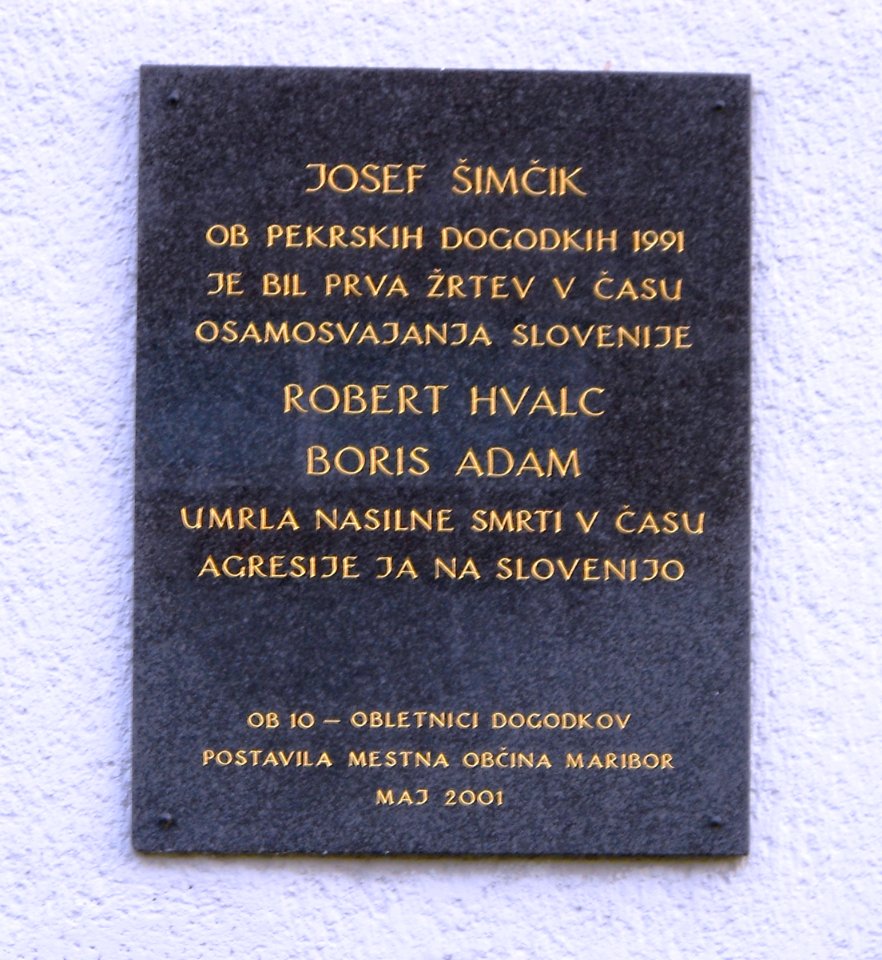 JOSEF ŠIMČIK
OB PEKRSKIH DOGODKIH 1991
JE BIL PRVA ŽRTEV V ČASU
OSAMOSVAJANJA SLOVENIJE
ROBERT HVALC
BORIS ADAM
UMRLA NASILNE SMRTI V ČASU
AGRESIJE JA NA SLOVENIJO
OB 10 – OBLETNICI DOGODKOV
POSTAVILA MESTNA OBČINA MARIBOR
MAJ 2001